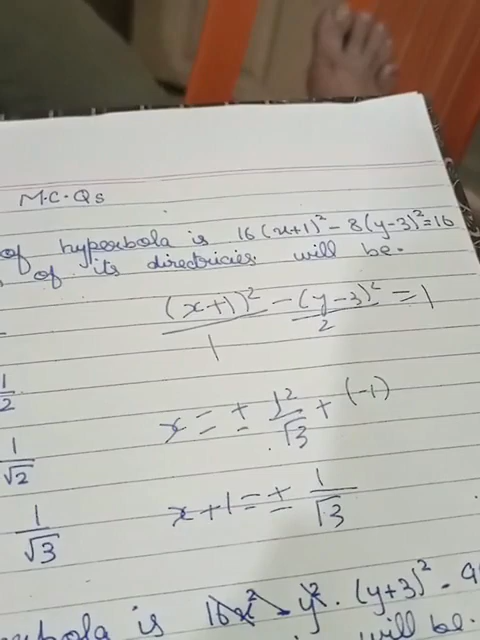 M.C.Qs
of hyperbola is 16(x+1)² - 8(y-3)² = 16
of its directricies will be.
(x+1)²/1 - (y-3)²/2 = 1
1/2
x = ± 1²/√3 + (-1)
1/√2
x+1 = ± 1/√3
1/√3
bola is 16x² - y². (y+3)² -
will be.